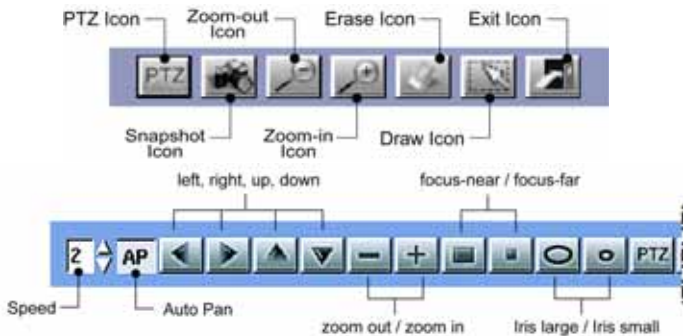 PTZ Icon
Zoom-out Icon
Erase Icon
Exit Icon
PTZ
Snapshot Icon
Zoom-in Icon
Draw Icon
left, right, up, down
focus-near / focus-far
2
AP
PTZ
Speed
Auto Pan
zoom out / zoom in
Iris large / Iris small